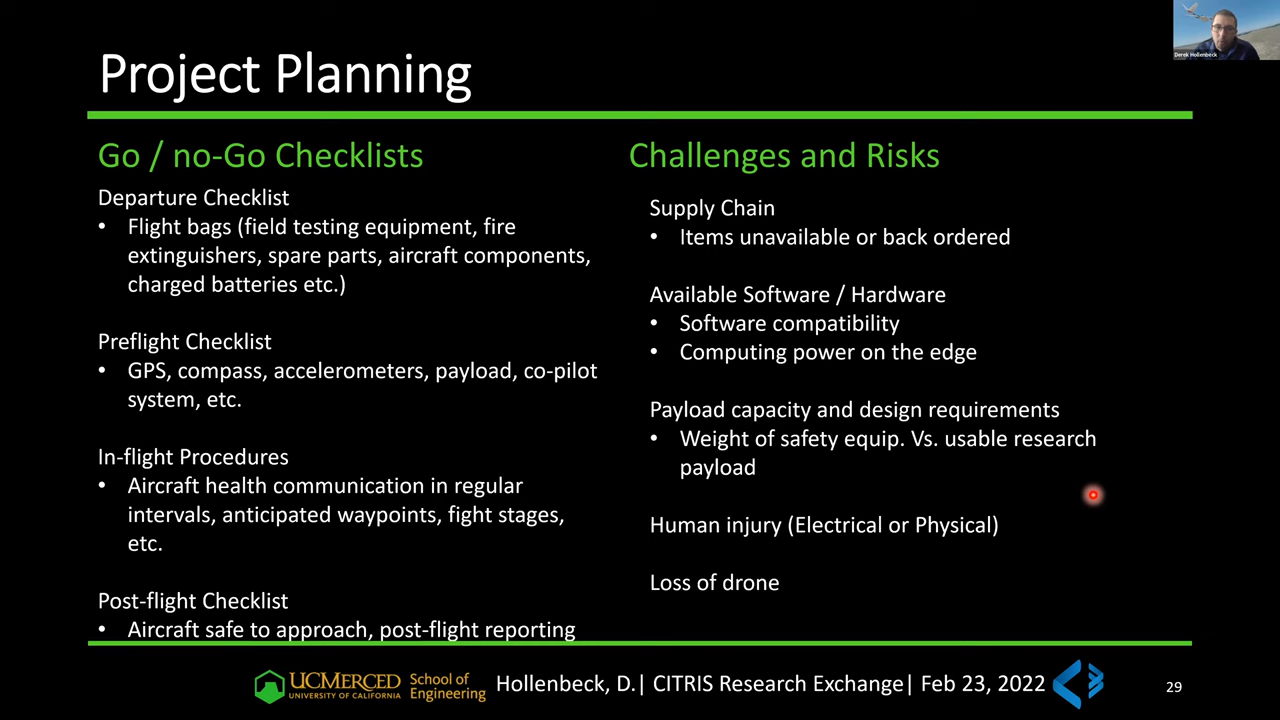 Derek Hollenbeck
Project Planning
Go / no-Go Checklists
Departure Checklist
• Flight bags (field testing equipment, fire
extinguishers, spare parts, aircraft components,
charged batteries etc.)
Preflight Checklist
• GPS, compass, accelerometers, payload, co-pilot
system, etc.
In-flight Procedures
• Aircraft health communication in regular
intervals, anticipated waypoints, fight stages,
etc.
Post-flight Checklist
• Aircraft safe to approach, post-flight reporting
Challenges and Risks
Supply Chain
• Items unavailable or back ordered
Available Software / Hardware
• Software compatibility
• Computing power on the edge
Payload capacity and design requirements
• Weight of safety equip. Vs. usable research
payload
Human injury (Electrical or Physical)
Loss of drone
UCMERCED
UNIVERSITY OF CALIFORNIA
School of
Engineering
Hollenbeck, D.| CITRIS Research Exchange| Feb 23, 2022
29